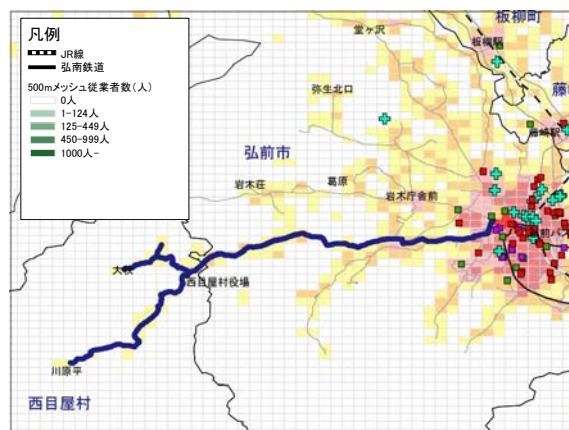 凡例
JR線
弘南鉄道
500mメッシュ従業者数(人)
0人
1-124人
125-449人
450-999人
1000人-
板柳町
堂ヶ沢
板柳駅
弥生北口
藤
藤崎駅
弘前市
葛原
岩木荘
岩木庁舎前
大秋
西目屋村役場
川原平
西目屋村